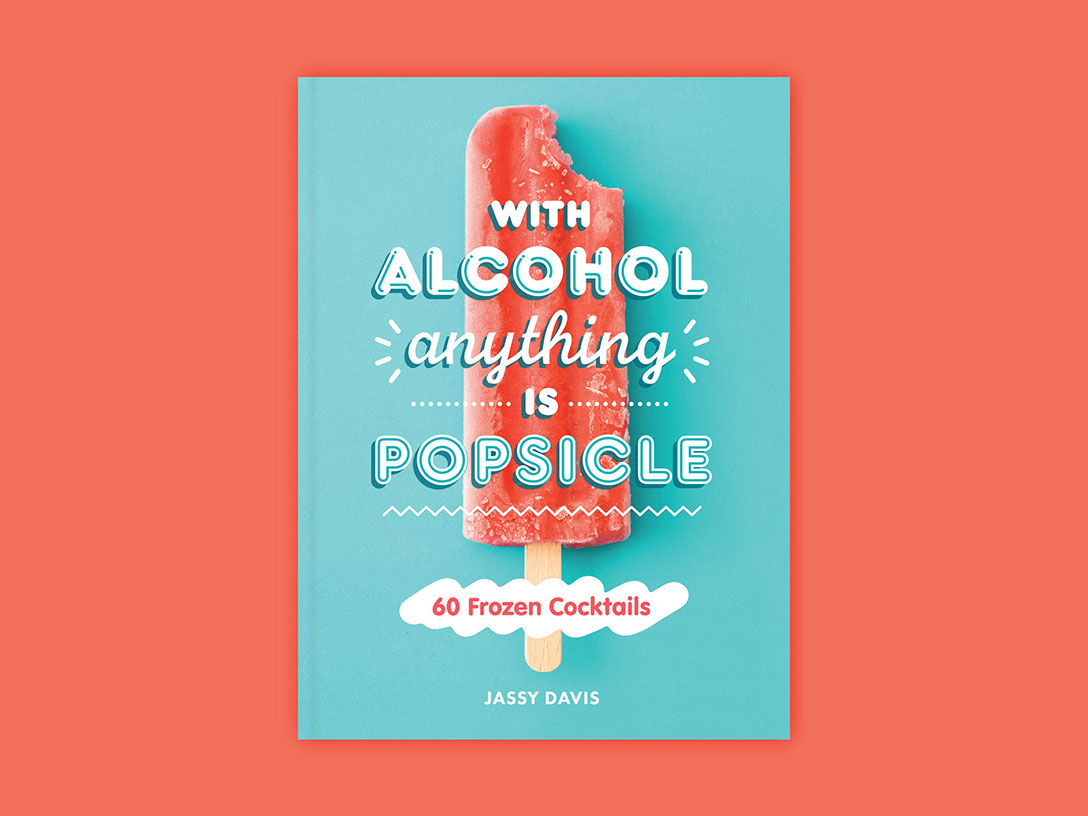 WITH
ALCOHOL
anything
IS
POPSICLE
60 Frozen Cocktails
JASSY DAVIS